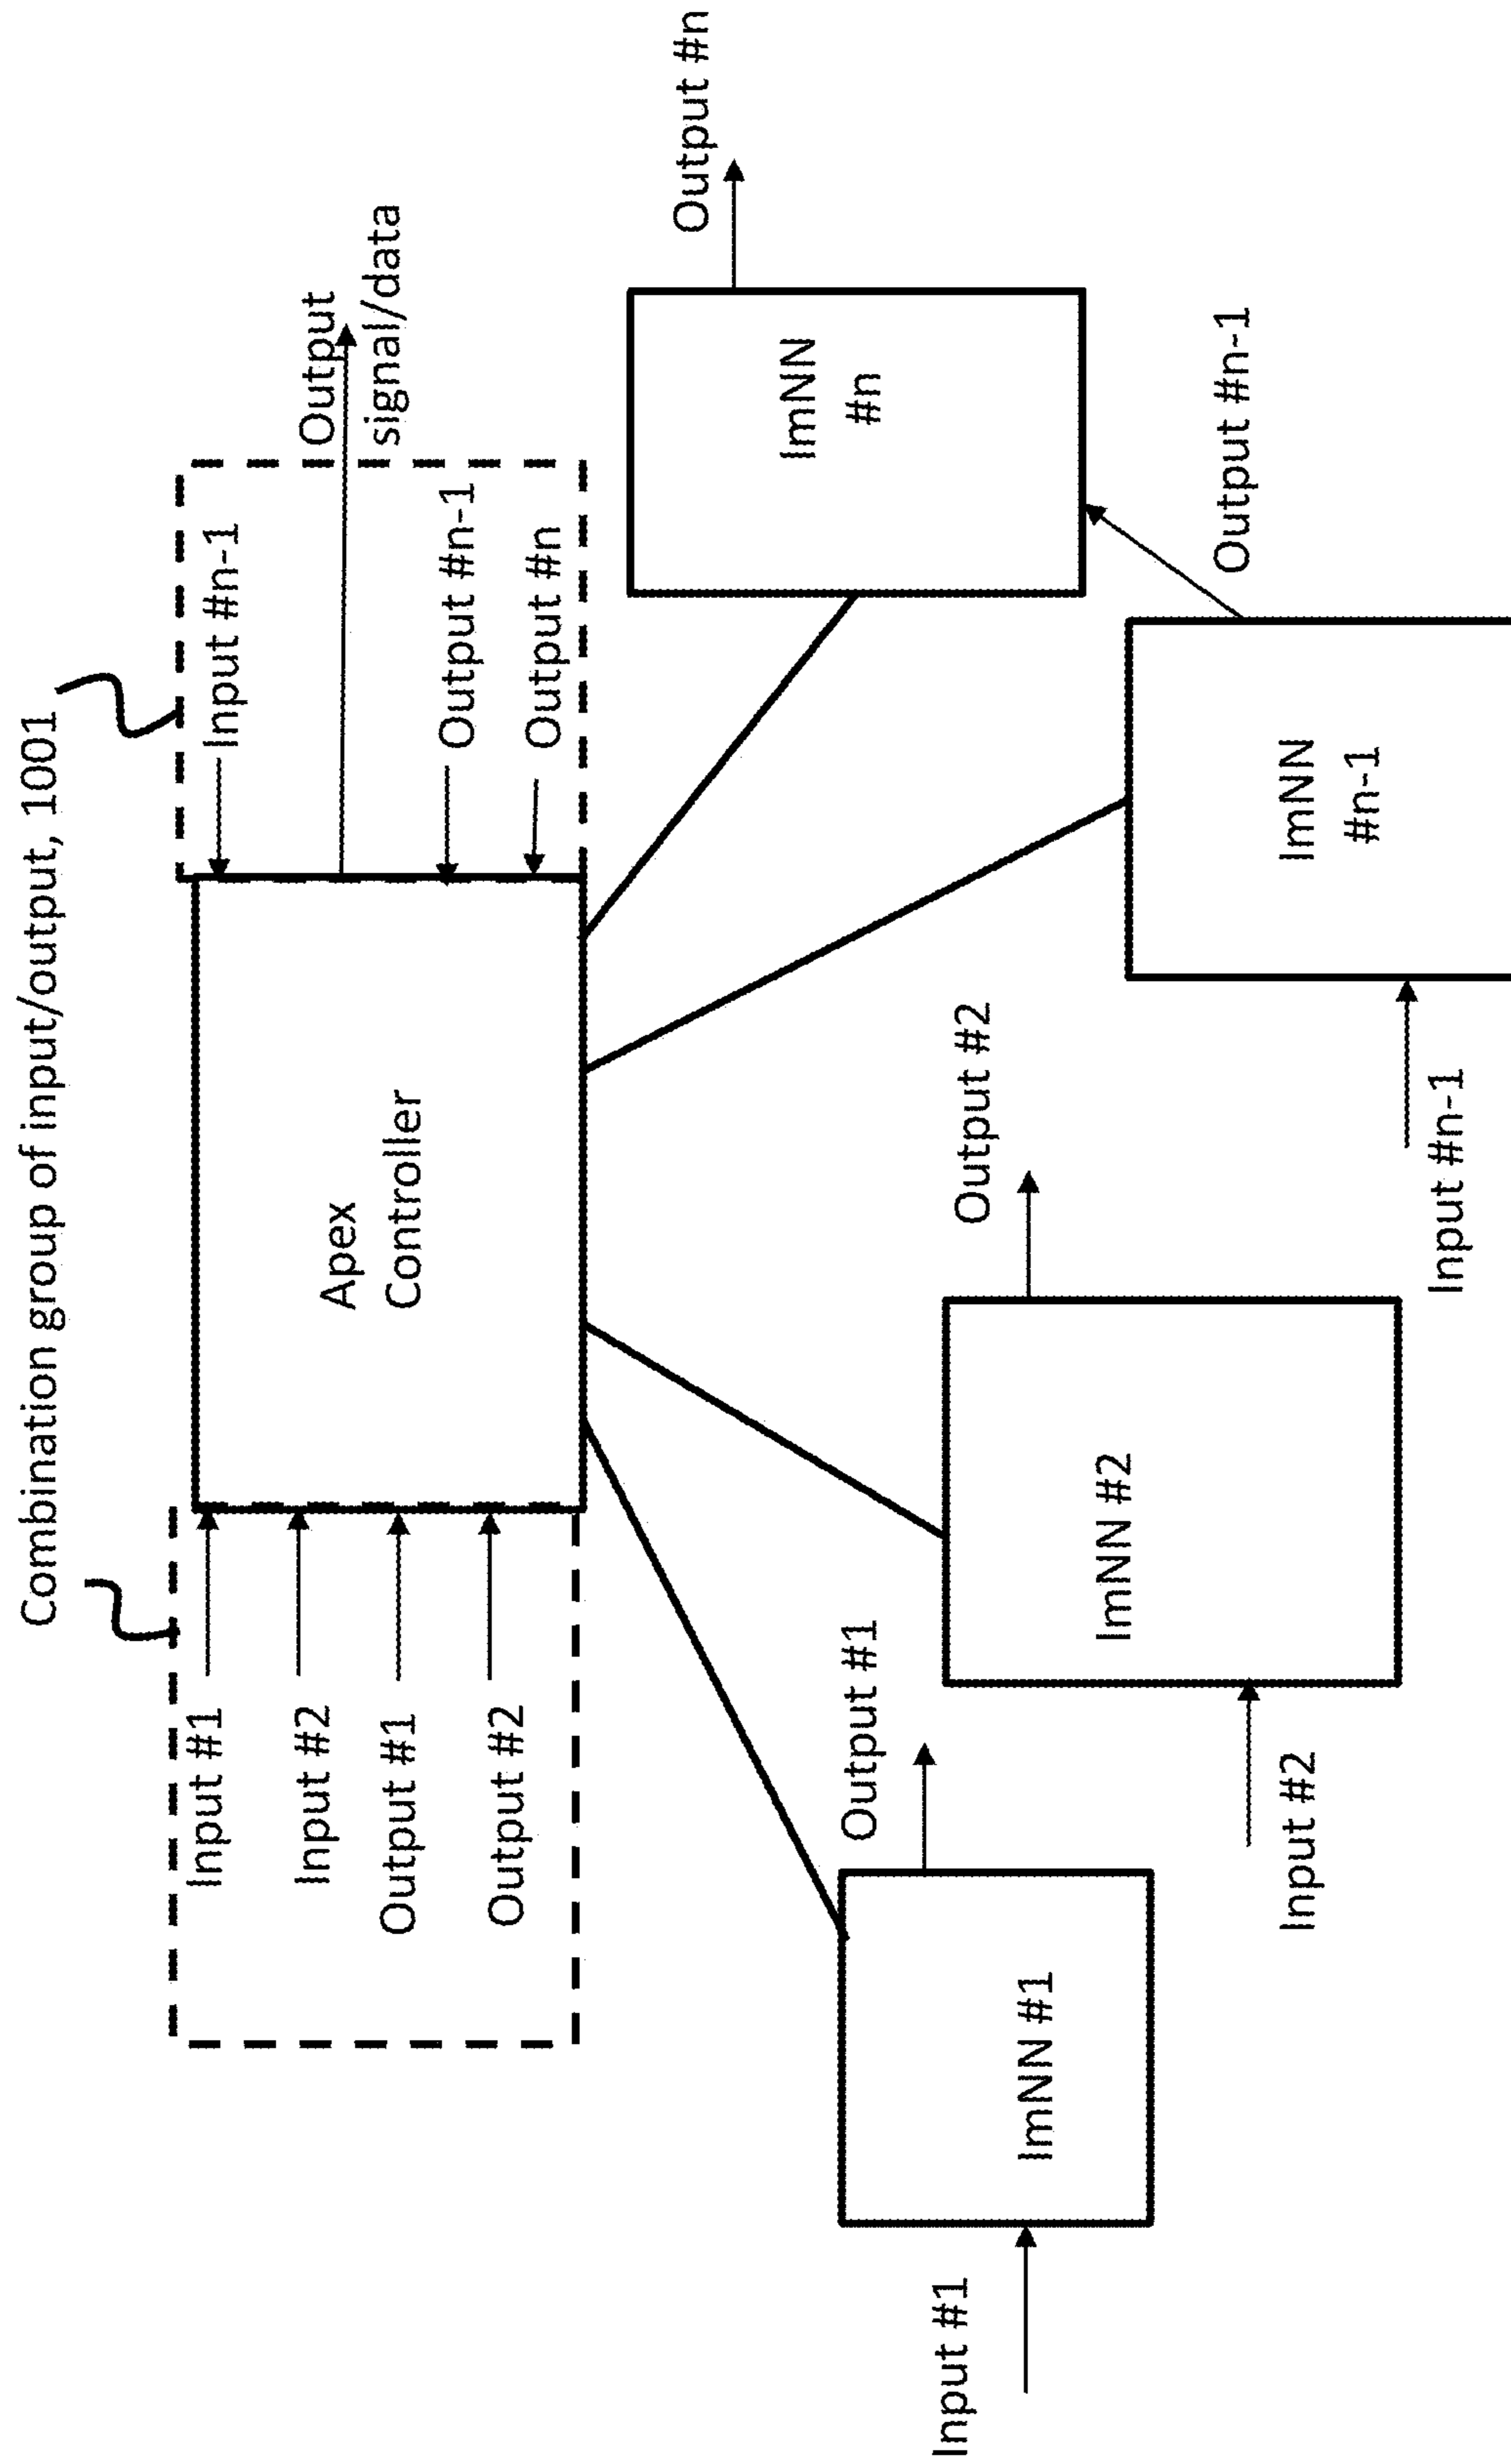 Combination group of input/output, 1001
Input #1
Input #2
Output #1
Output #2
Apex
Controller
Input #n-1
Output
signal/data
Output #n-1
Output #n
Input #1
ImNN #1
Output #1
Input #2
ImNN #2
Output #2
Input #n-1
ImNN
#n-1
Output #n-1
ImNN
#n
Output #n